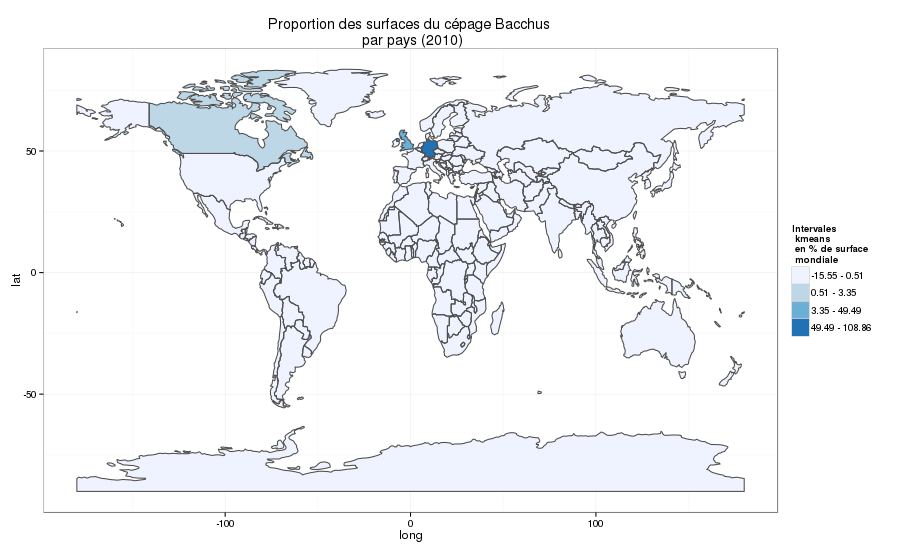 Proportion des surfaces du cépage Bacchus
par pays (2010)
50
0
-50
lat
-100
0
100
long
Intervales
kmeans
en % de surface
mondiale
-15.55 - 0.51
0.51 - 3.35
3.35 - 49.49
49.49 - 108.86